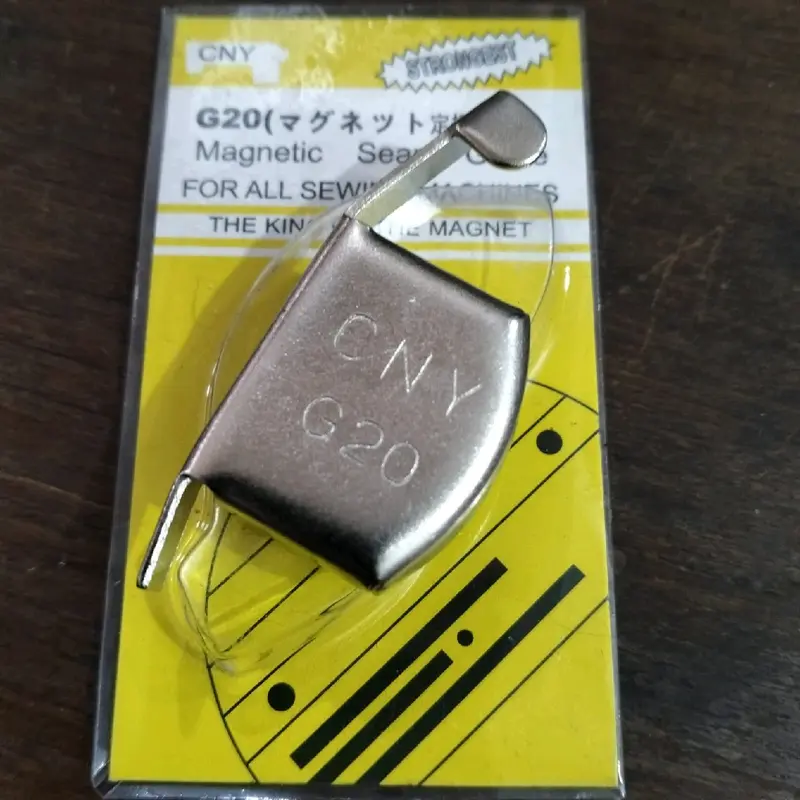 CNY
STRONGEST
G20(マグネット定
Magnetic Sea
FOR ALL SEWI MACHINES
THE KIN THE MAGNET
CNY
G20